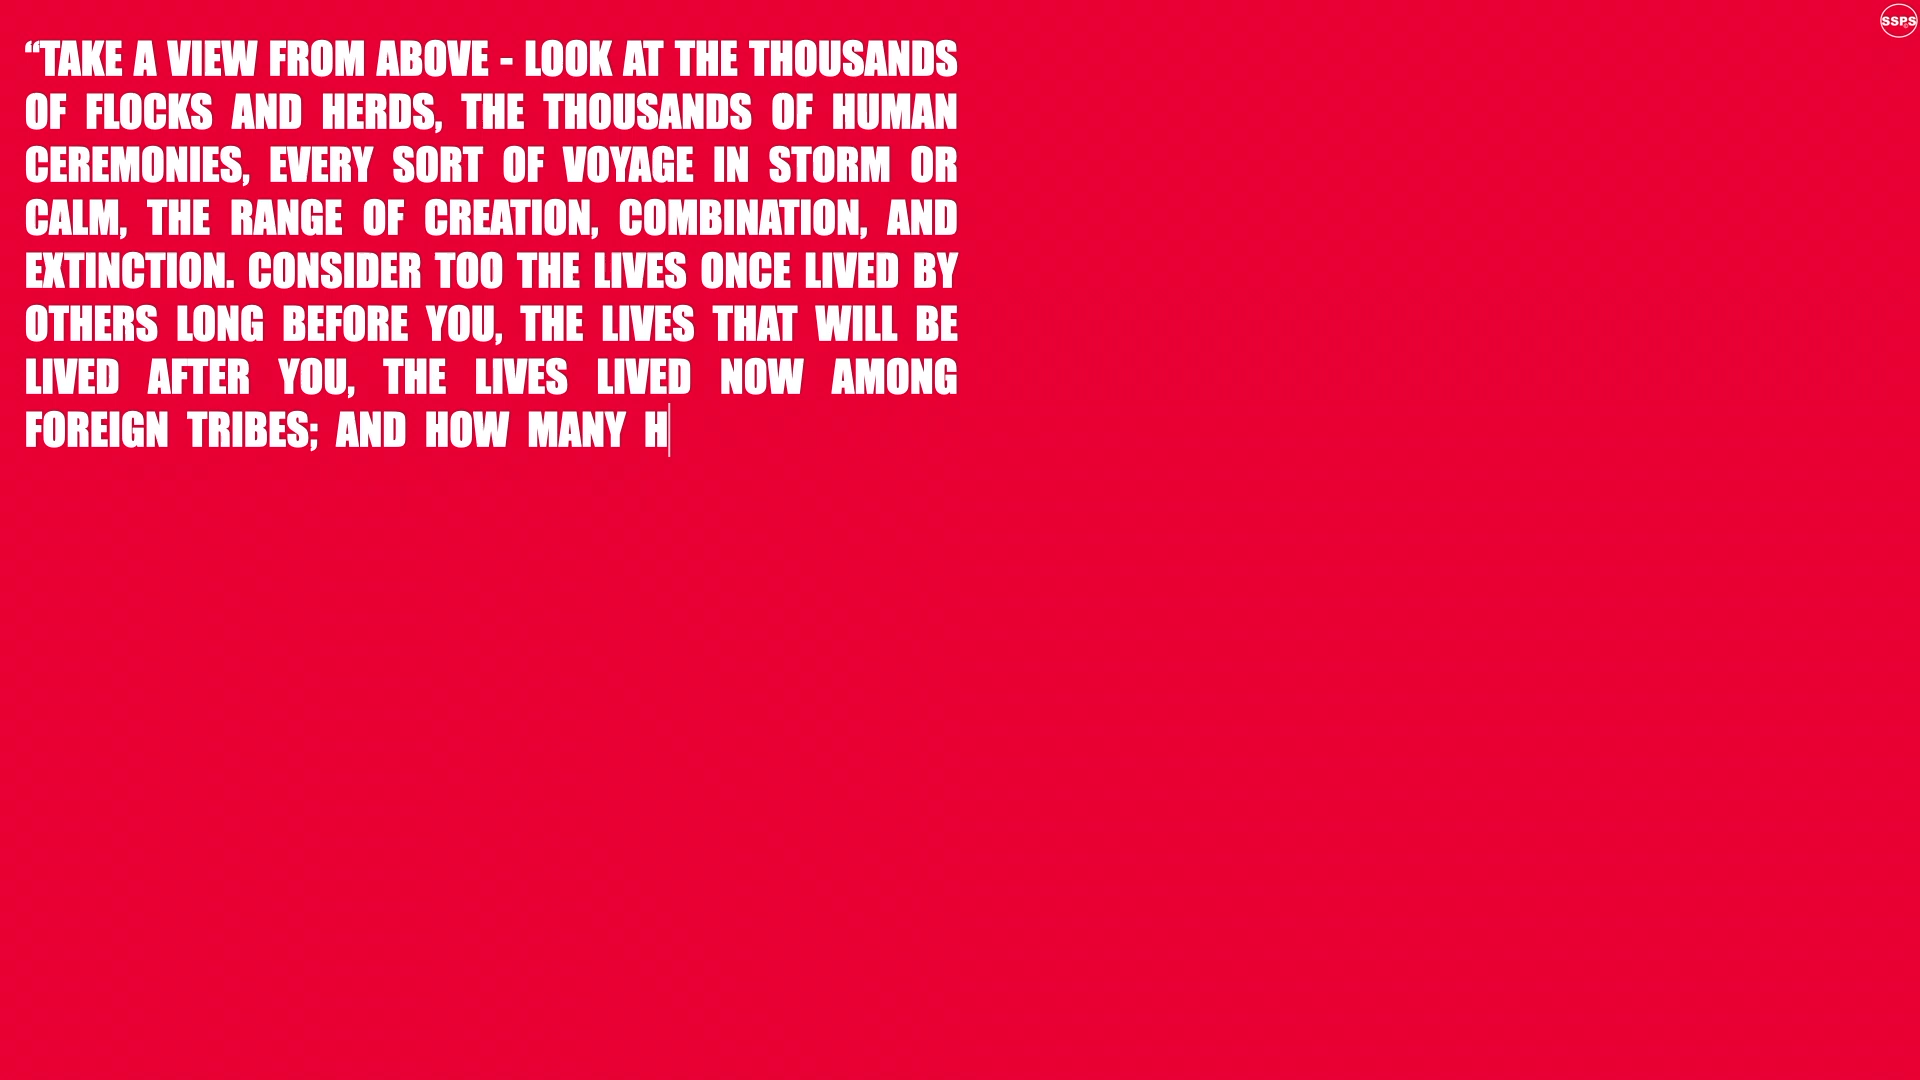 “TAKE A VIEW FROM ABOVE - LOOK AT THE THOUSANDS
OF FLOCKS AND HERDS, THE THOUSANDS OF HUMAN
CEREMONIES, EVERY SORT OF VOYAGE IN STORM OR
CALM, THE RANGE OF CREATION, COMBINATION, AND
EXTINCTION. CONSIDER TOO THE LIVES ONCE LIVED BY
OTHERS LONG BEFORE YOU, THE LIVES THAT WILL BE
LIVED AFTER YOU, THE LIVES LIVED NOW AMONG
FOREIGN TRIBES; AND HOW MANY H
SSPS